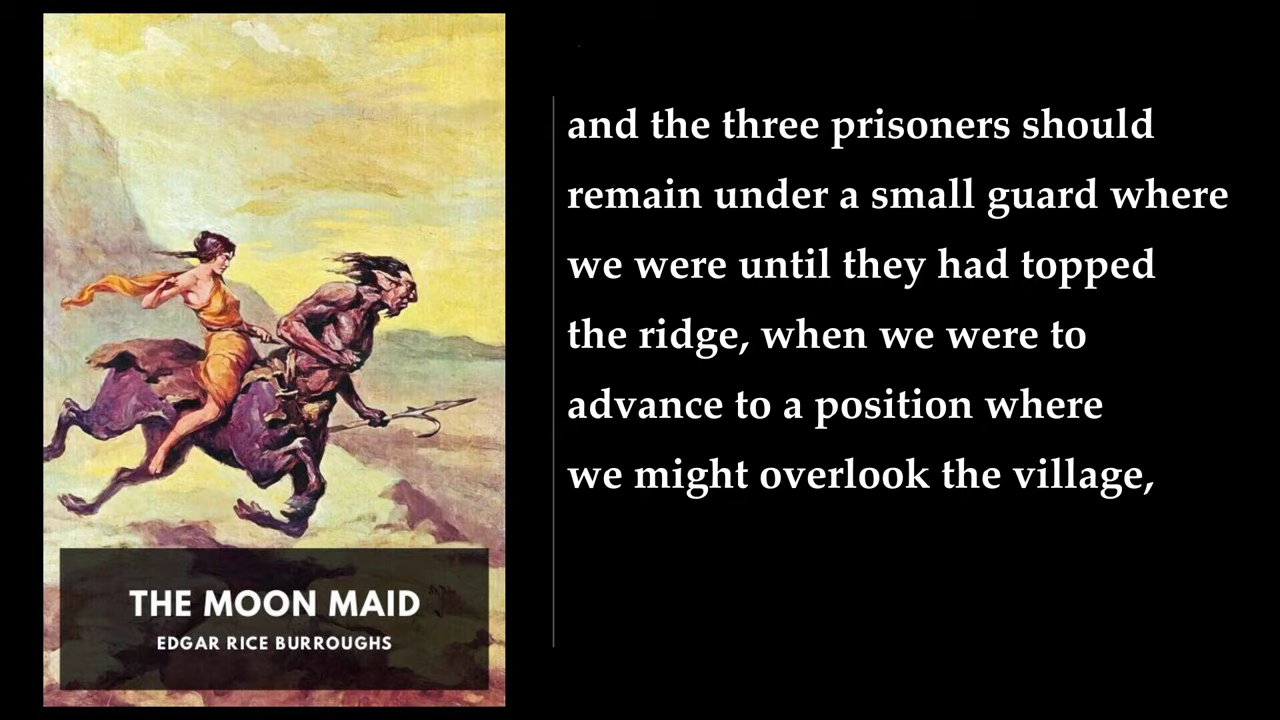 and the three prisoners should
remain under a small guard where
we were until they had topped
the ridge, when we were to
advance to a position where
we might overlook the village,
THE MOON MAID
EDGAR RICE BURROUGHS